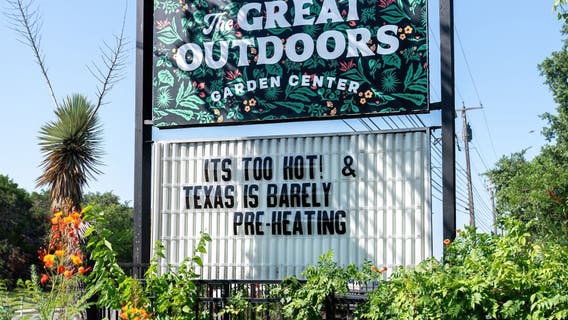 The GREAT
OUTDOORS
GARDEN CENTER
ITS TOO HOT! &
TEXAS IS BARELY
PRE-HEATING